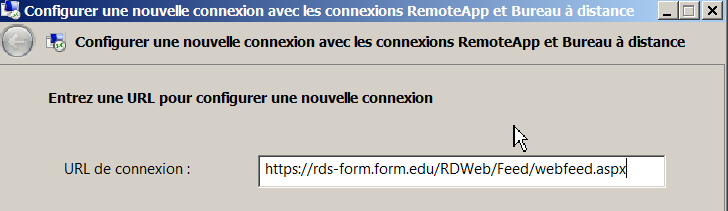 Configurer une nouvelle connexion avec les connexions RemoteApp et Bureau à distance
Configurer une nouvelle connexion avec les connexions RemoteApp et Bureau à distance
Entrez une URL pour configurer une nouvelle connexion
URL de connexion : https://rds-form.form.edu/RDWeb/Feed/webfeed.aspx